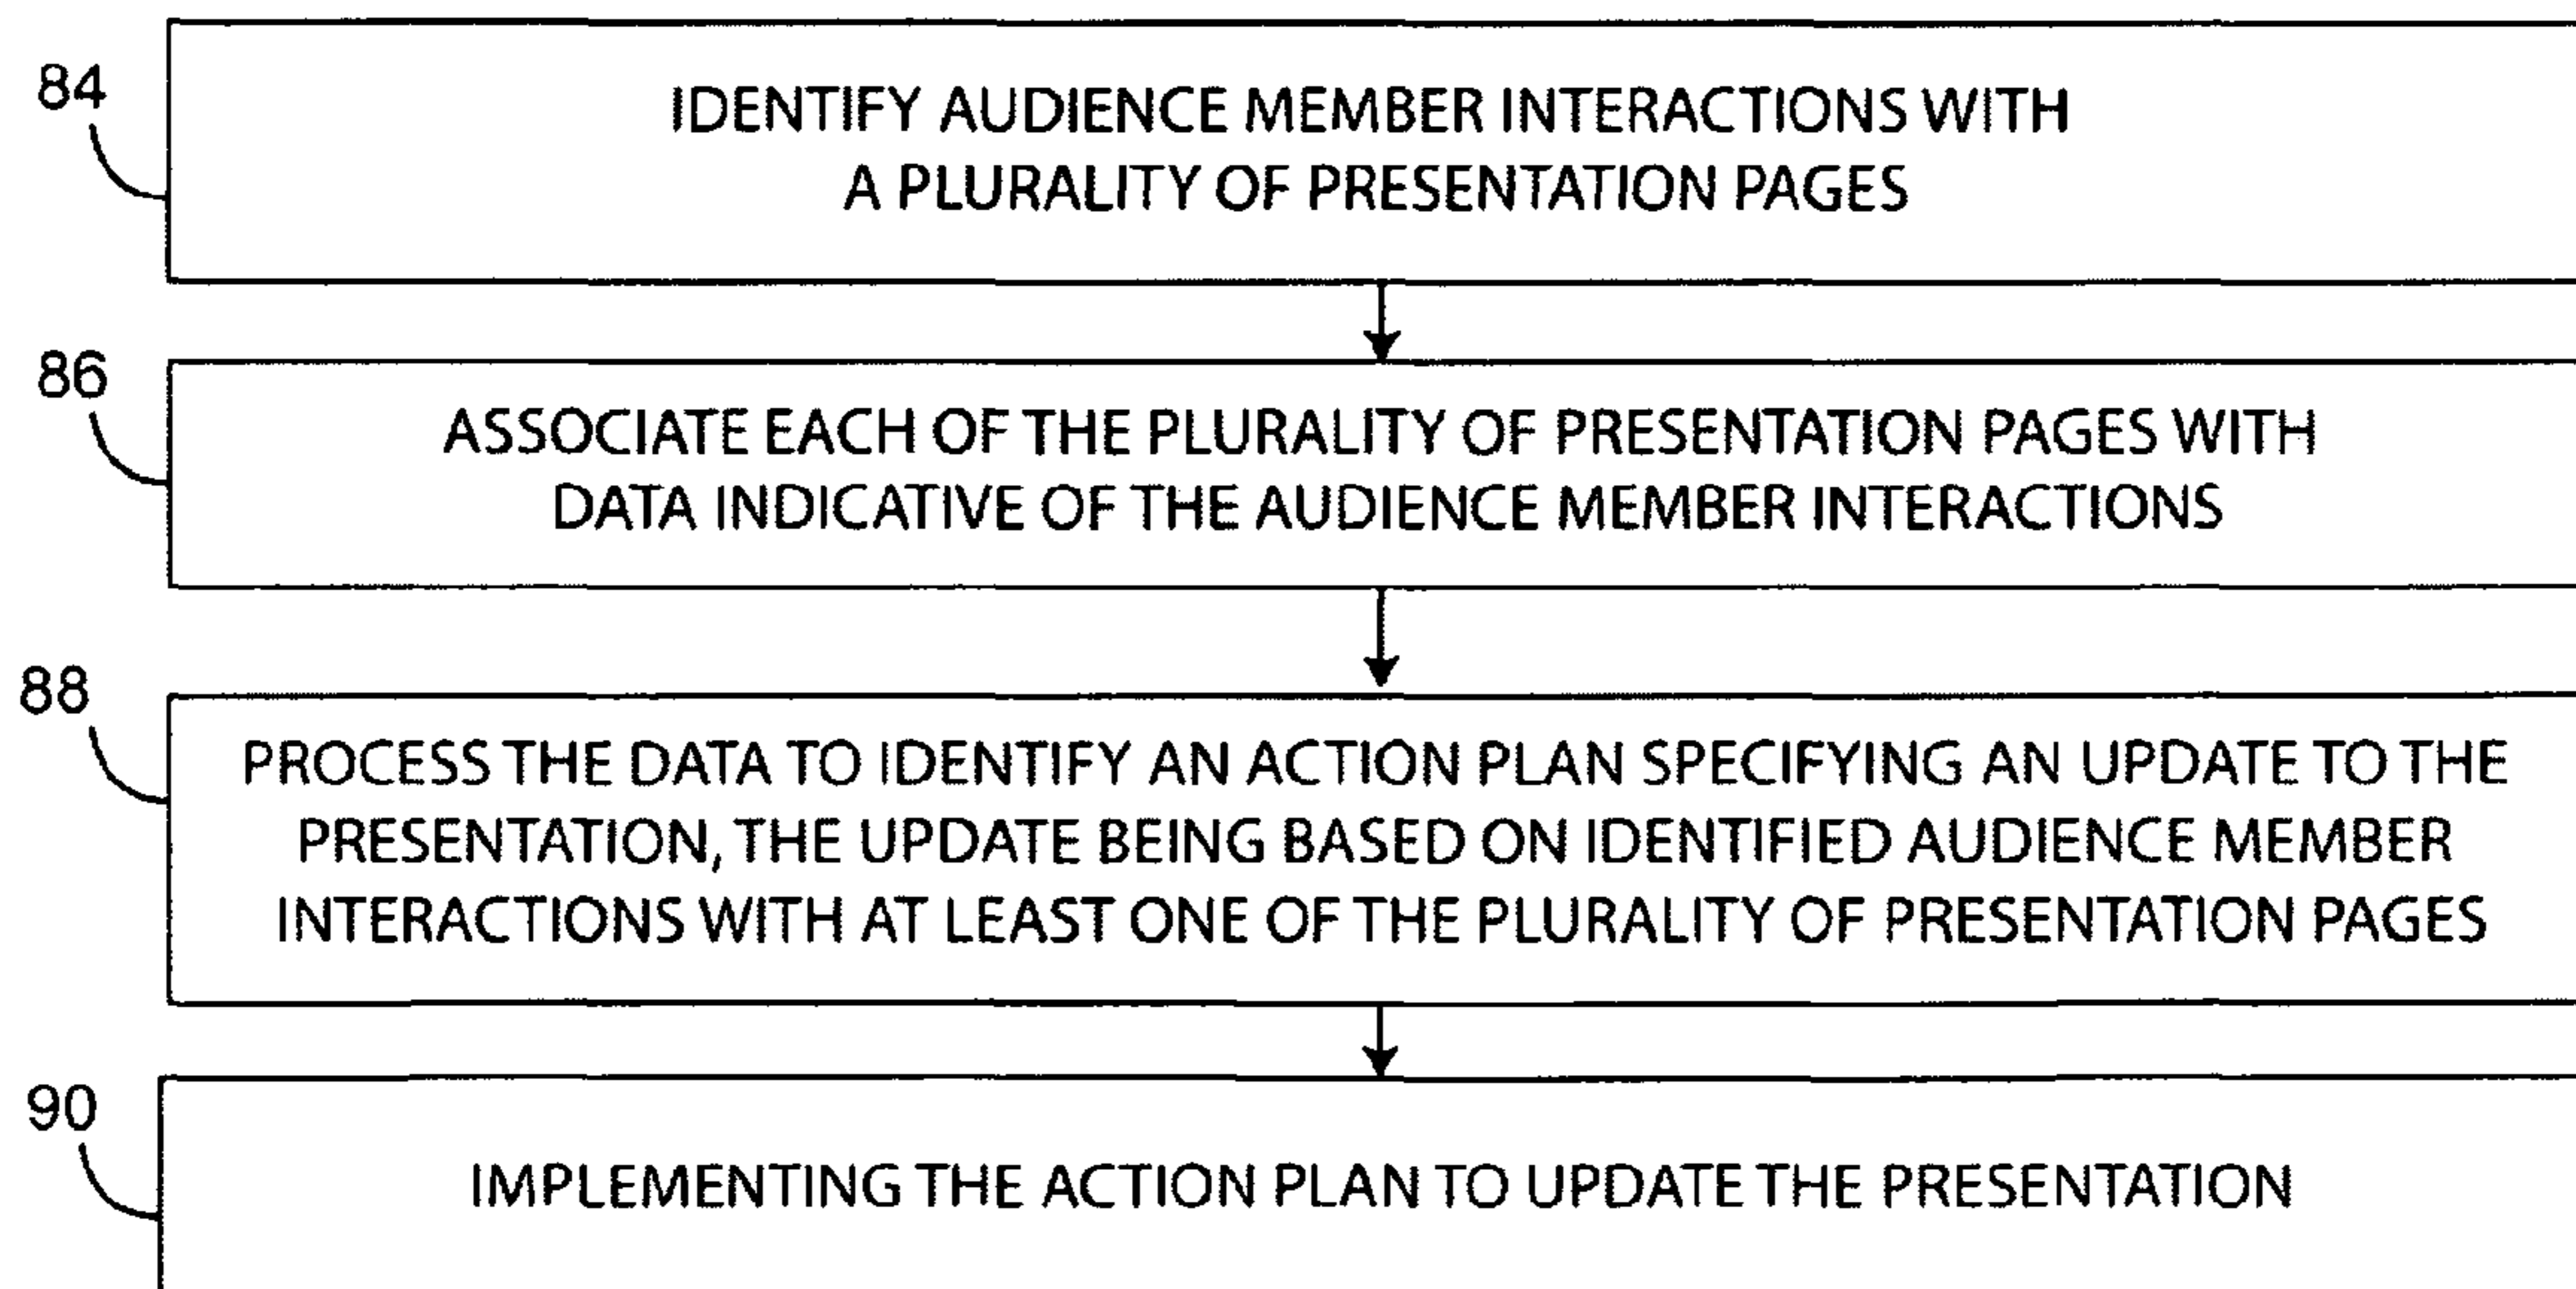 84
IDENTIFY AUDIENCE MEMBER INTERACTIONS WITH
A PLURALITY OF PRESENTATION PAGES
86
ASSOCIATE EACH OF THE PLURALITY OF PRESENTATION PAGES WITH
DATA INDICATIVE OF THE AUDIENCE MEMBER INTERACTIONS
88
PROCESS THE DATA TO IDENTIFY AN ACTION PLAN SPECIFYING AN UPDATE TO THE
PRESENTATION, THE UPDATE BEING BASED ON IDENTIFIED AUDIENCE MEMBER
INTERACTIONS WITH AT LEAST ONE OF THE PLURALITY OF PRESENTATION PAGES
90
IMPLEMENTING THE ACTION PLAN TO UPDATE THE PRESENTATION